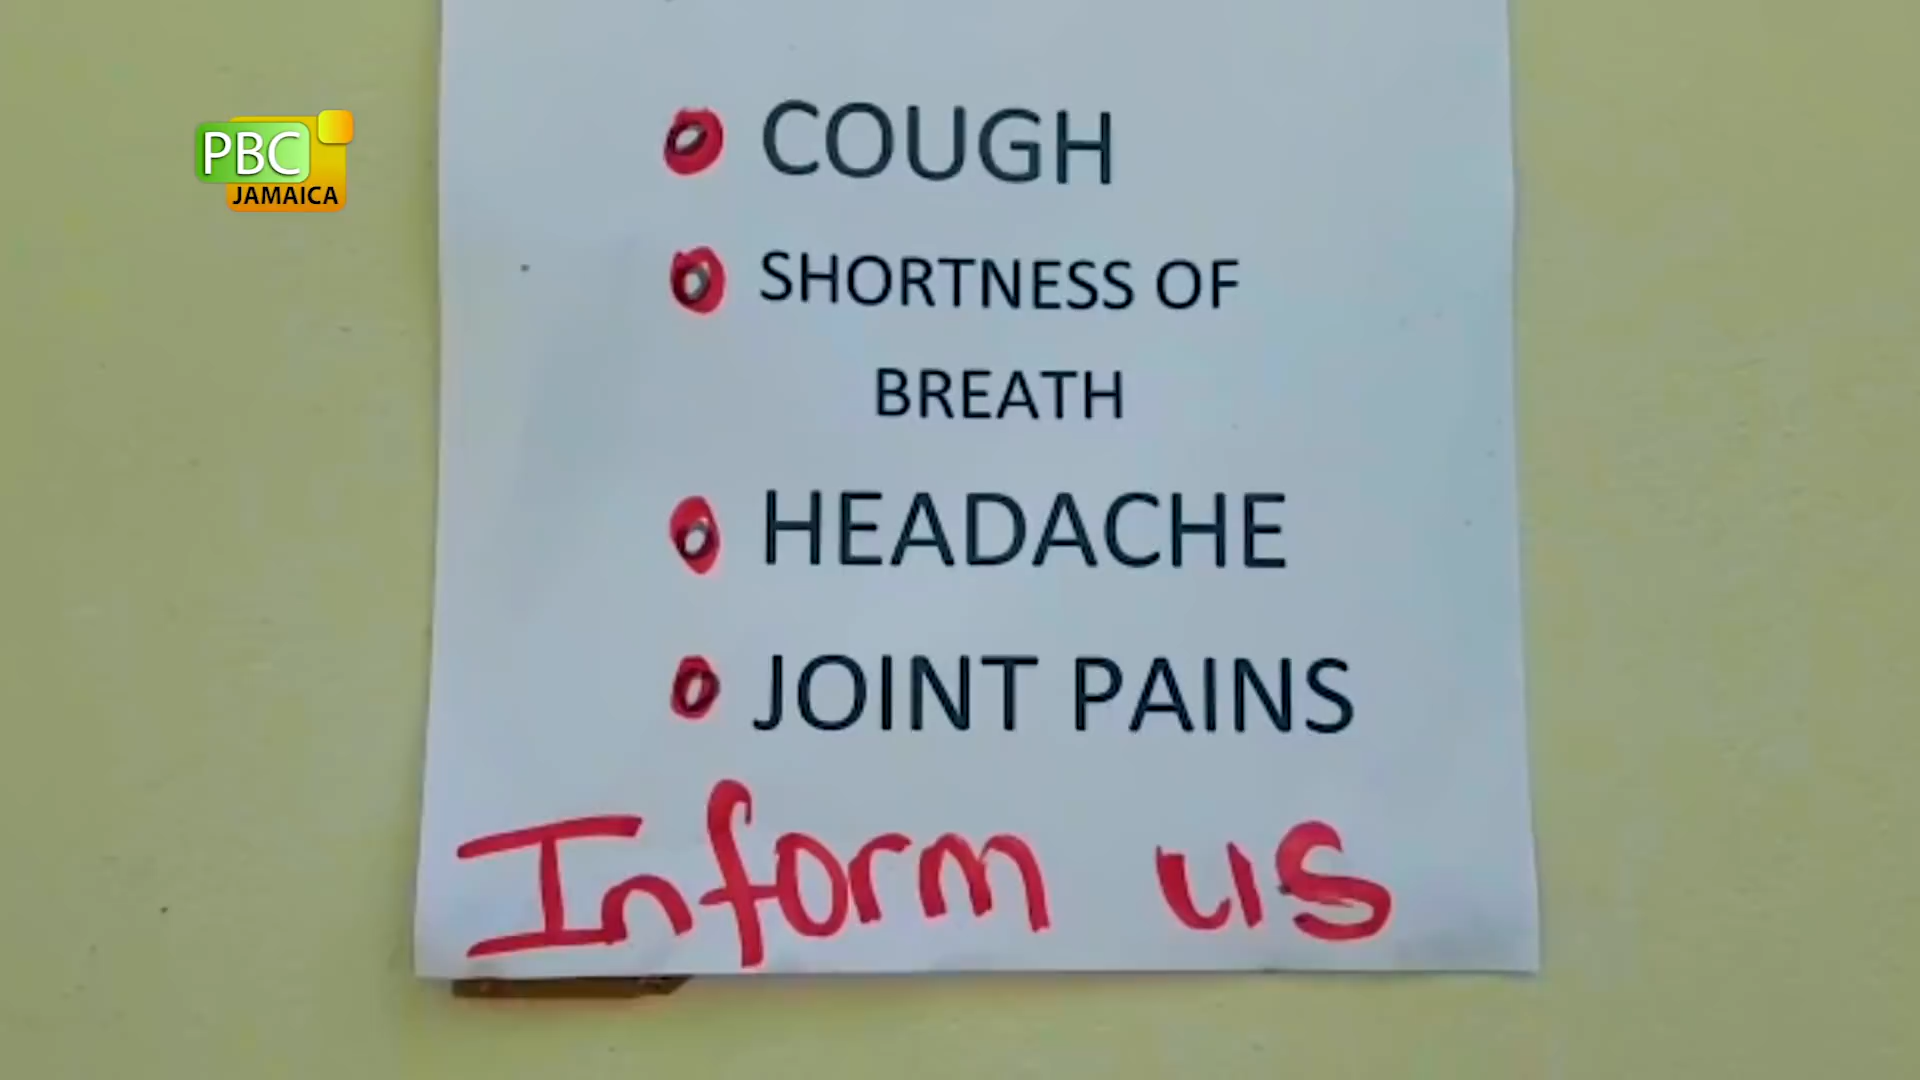 PBC
JAMAICA
COUGH
SHORTNESS OF
BREATH
HEADACHE
JOINT PAINS
Inform us